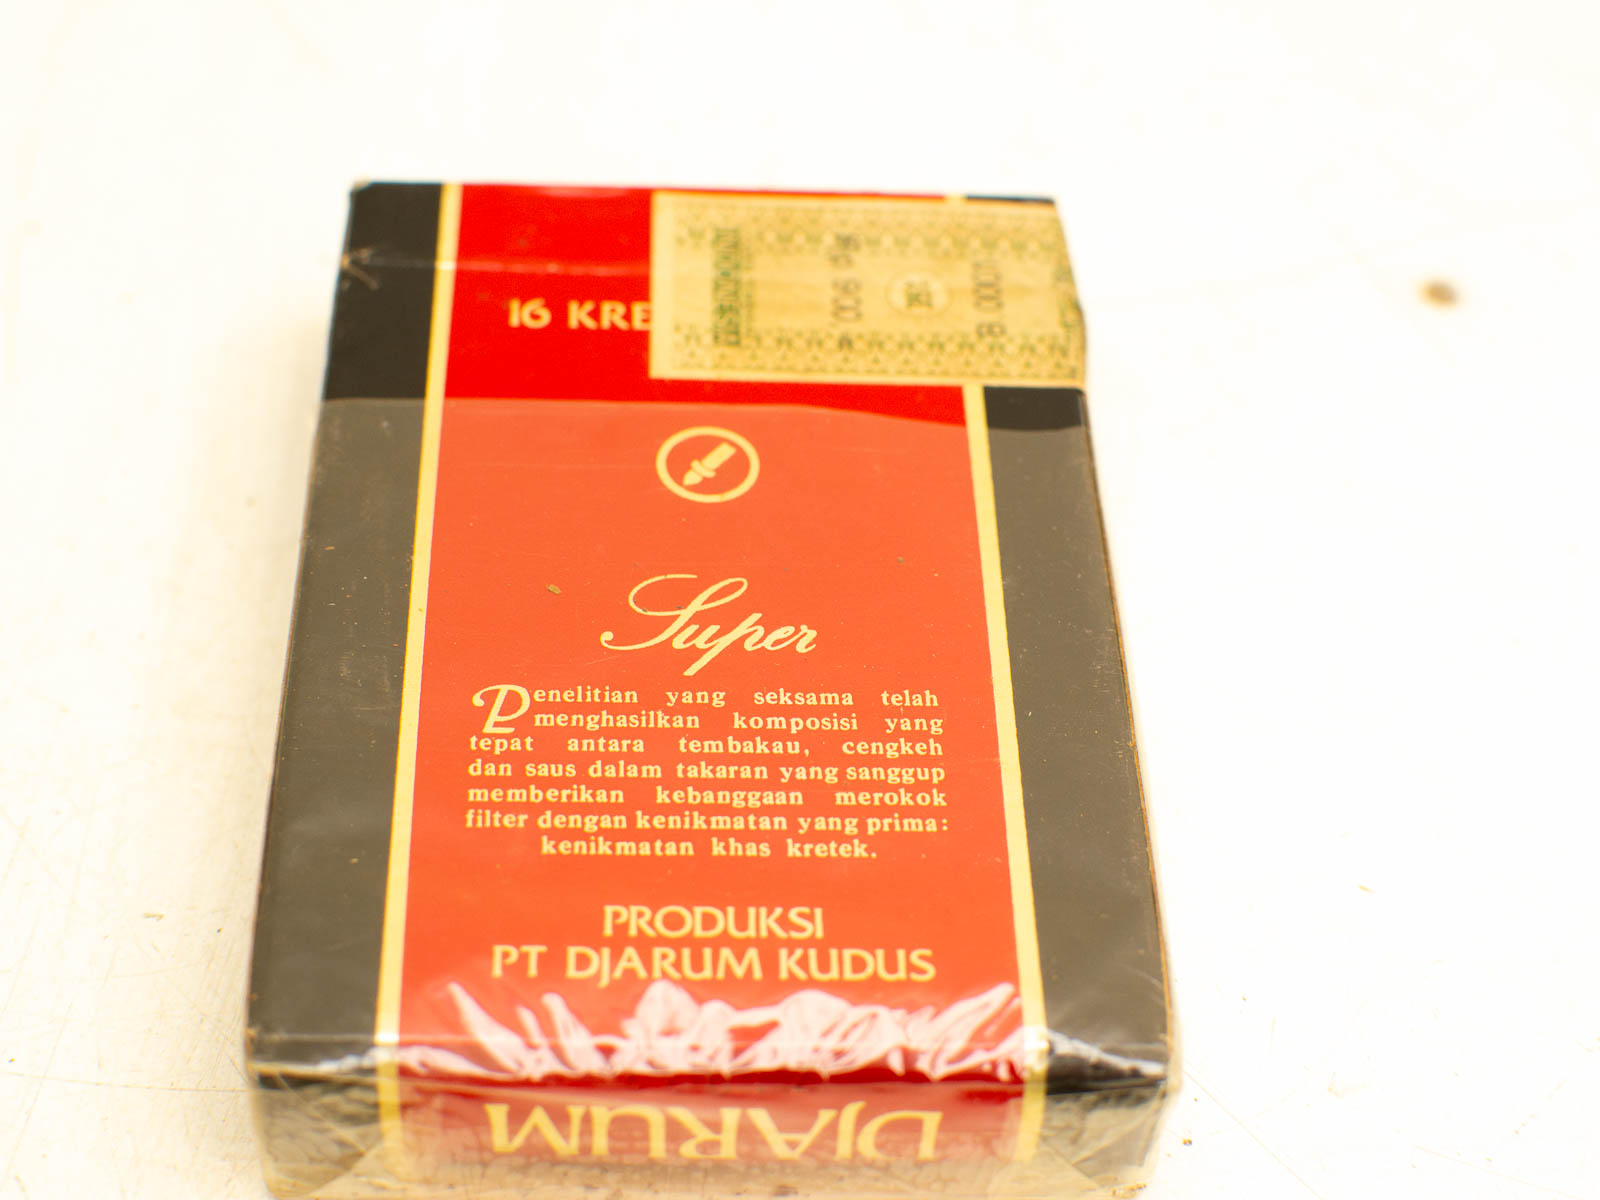 16 KRE
INDONESIA
Super
Penelitian yang seksama telah
menghasilkan komposisi yang
tepat antara tembakau, cengkeh
dan saus dalam takaran yang sanggup
memberikan kebanggaan merokok
filter dengan kenikmatan yang prima:
kenikmatan khas kretek.
PRODUKSI
PT DJARUM KUDUS
DJARUM